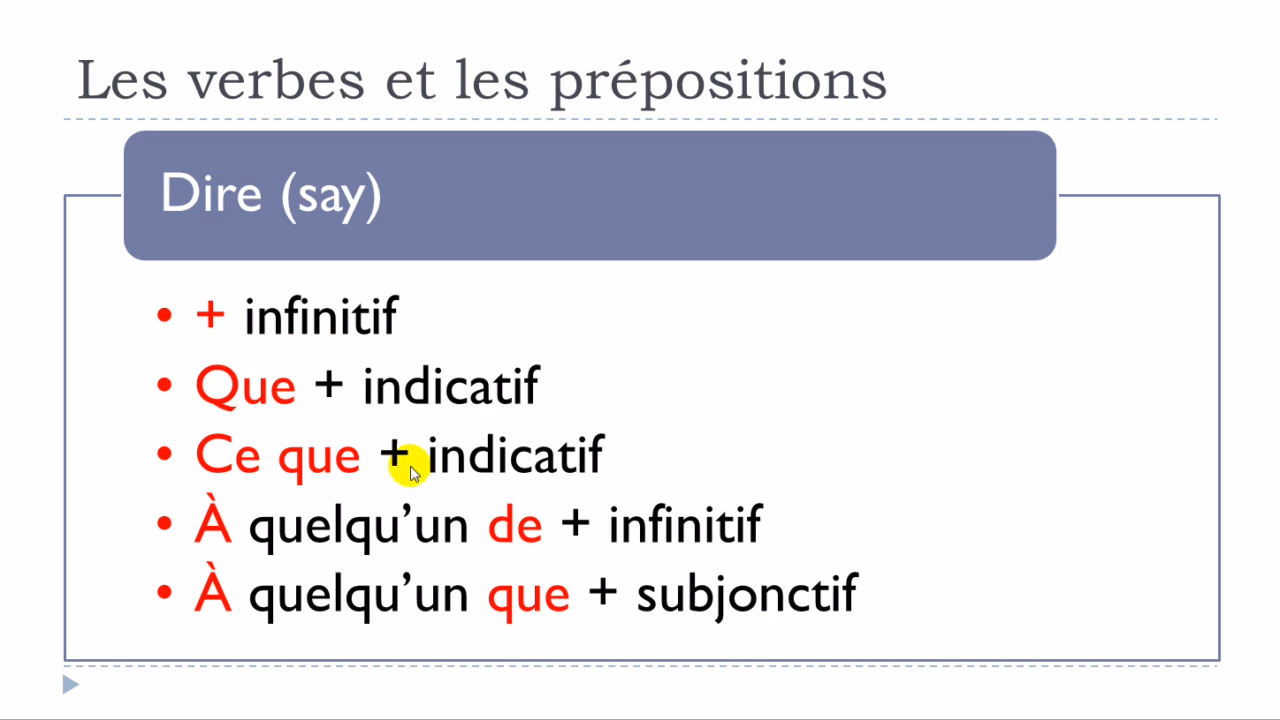 Les verbes et les prépositions
Dire (say)
• + infinitif
• Que + indicatif
• Ce que + indicatif
• À quelqu’un de + infinitif
• À quelqu’un que + subjonctif